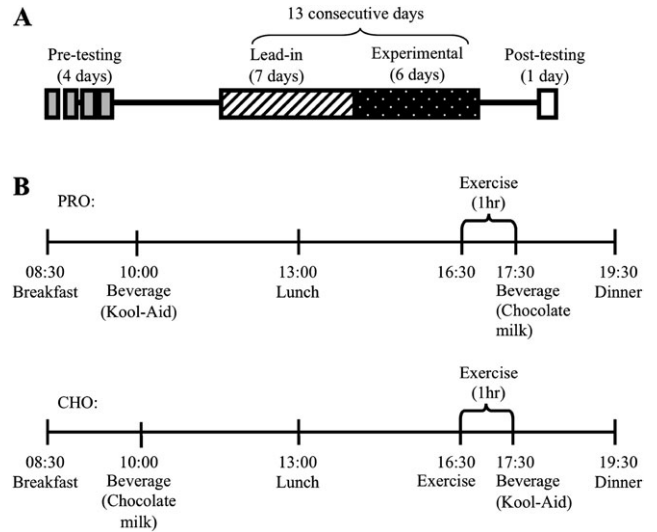 A
13 consecutive days
Pre-testing
(4 days)
Lead-in
(7 days)
Experimental
(6 days)
Post-testing
(1 day)
B
PRO:
Exercise
(1hr)
08:30
Breakfast
10:00
Beverage
(Kool-Aid)
13:00
Lunch
16:30
17:30
Beverage
(Chocolate
milk)
19:30
Dinner
CHO:
Exercise
(1hr)
08:30
Breakfast
10:00
Beverage
(Chocolate
milk)
13:00
Lunch
16:30
Exercise
17:30
Beverage
(Kool-Aid)
19:30
Dinner